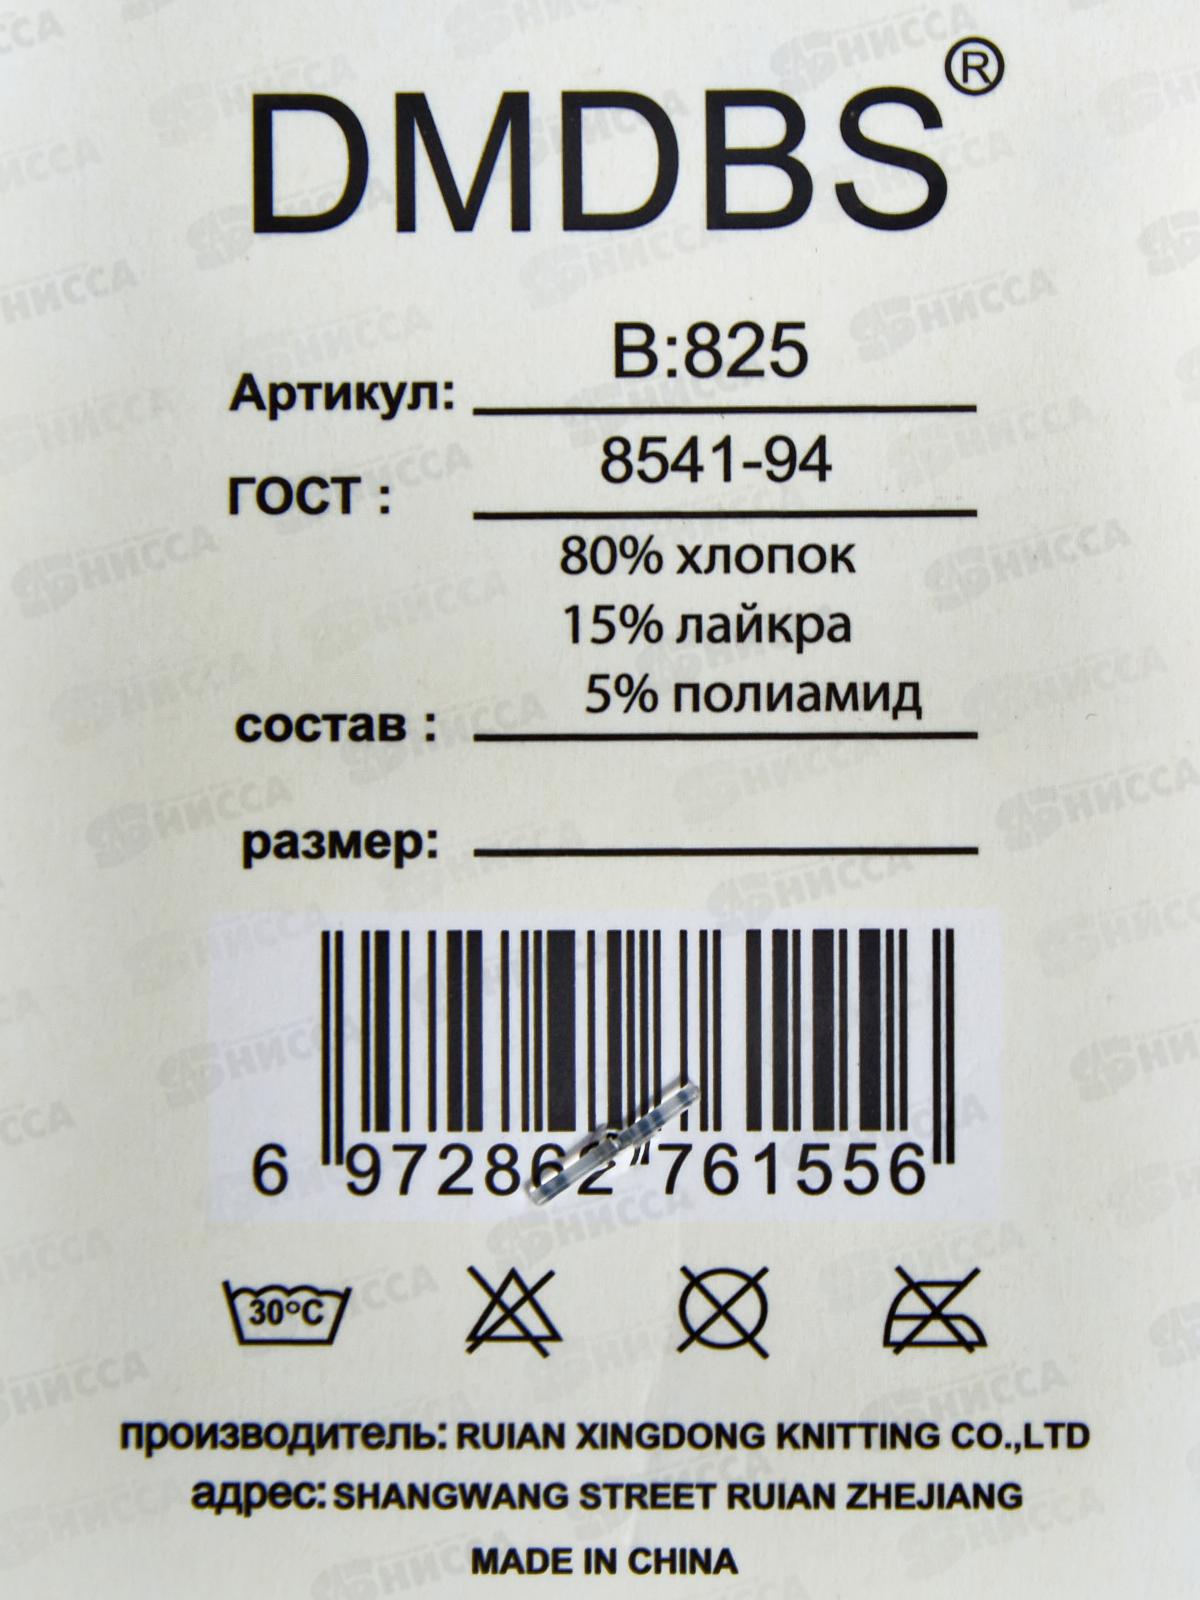 DMDBS®
Артикул: B:825
ГОСТ : 8541-94
80% хлопок
15% лайкра
5% полиамид
состав :
размер:
6 972862 761556
30°C
производитель: RUIAN XINGDONG KNITTING CO.,LTD
адрес: SHANGWANG STREET RUIAN ZHEJIANG
MADE IN CHINA
НИССА